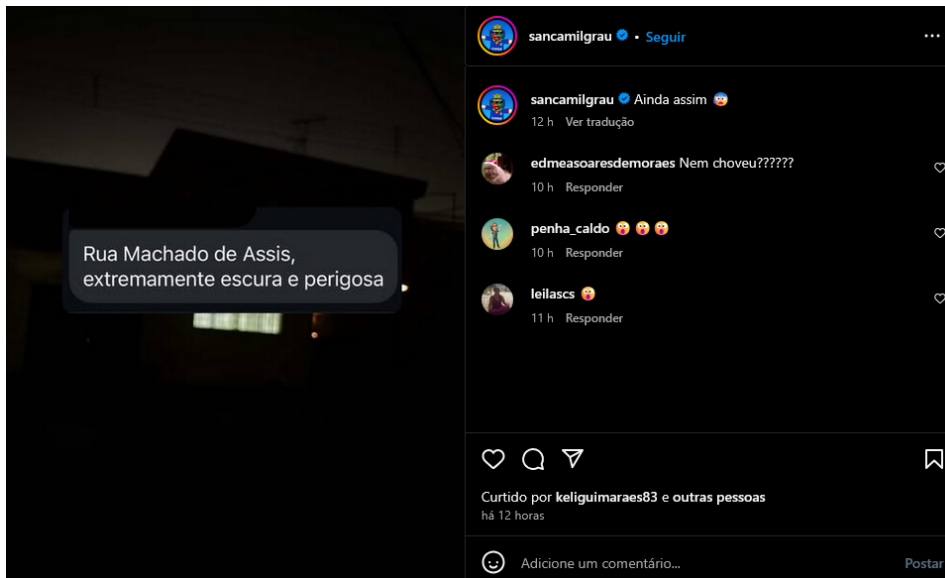 sancamilgrau • Seguir
sancamilgrau Ainda assim 😨
12 h Ver tradução
edmeasoaresdemoraes Nem choveu??????
10 h Responder
penha_caldo 😲😲😲
10 h Responder
leilascs 😲
11 h Responder
Rua Machado de Assis,
extremamente escura e perigosa
Curtido por keliguimaraes83 e outras pessoas
há 12 horas
Adicione um comentário... Postar